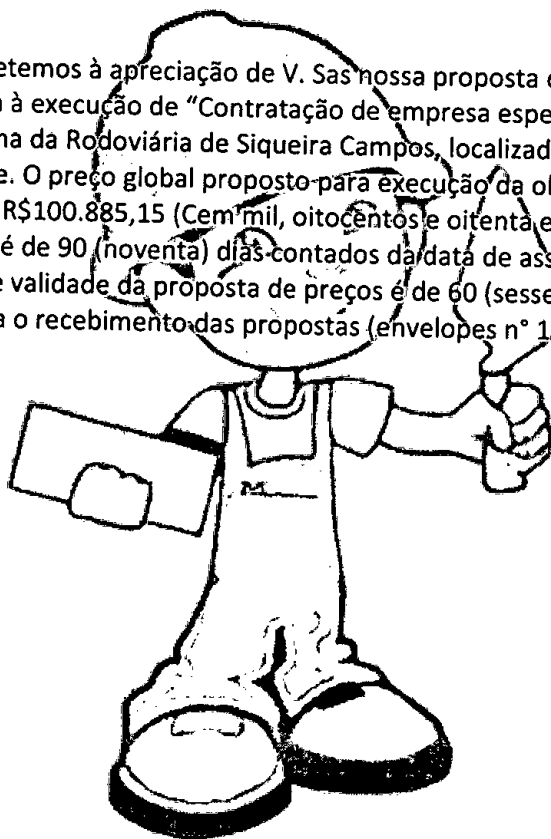 etemos à apreciação de V. Sas nossa proposta
à execução de “Contratação de empresa espe
da Rodoviária de Siqueira Campos, localizad
e. O preço global proposto para execução da
R$100.885,15 (Cem mil, oitocentos e oitenta e
é de 90 (noventa) dias contados da data de ass
e validade da proposta de preços é de 60 (sesse
a o recebimento das propostas (envelopes n° 1